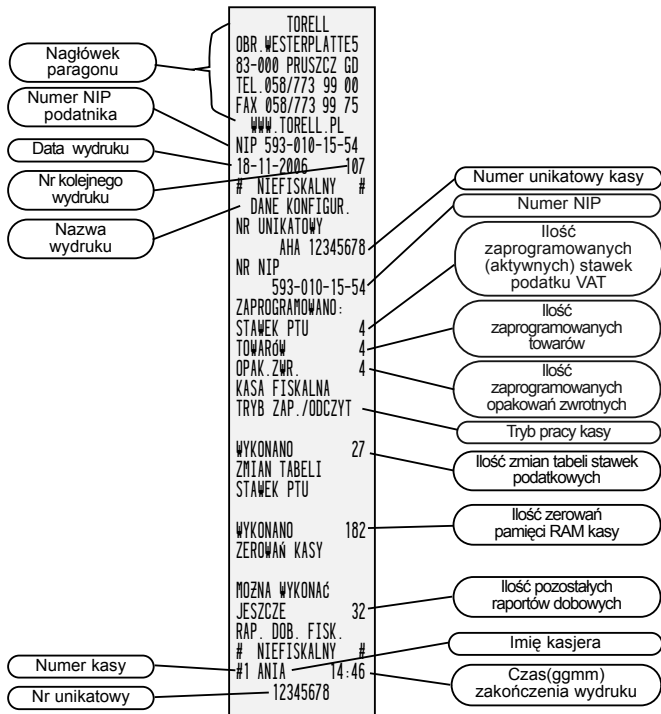 TORELL
OBR.WESTERPLATTE5
83-000 PRUSZCZ GD
TEL.058/773 99 00
FAX 058/773 99 75
WWW.TORELL.PL
NIP 593-010-15-54
18-11-2006 107
# NIEFISKALNY #
DANE KONFIGUR.
NR UNIKATOWY
AHA 12345678
NR NIP
593-010-15-54
ZAPROGRAMOWANO:
STAWEK PTU 4
TOWARÓW 4
OPAK.ZWR. 4
KASA FISKALNA
TRYB ZAP./ODCZYT
WYKONANO 27
ZMIAN TABELI
STAWEK PTU
WYKONANO 182
ZEROWAŃ KASY
MOŻNA WYKONAĆ
JESZCZE 32
RAP. DOB. FISK.
# NIEFISKALNY #
#1 ANIA 14:46
12345678
Nagłówek
paragonu
Numer NIP
podatnika
Data wydruku
Nr kolejnego
wydruku
Nazwa
wydruku
Numer kasy
Nr unikatowy
Numer unikatowy kasy
Numer NIP
Ilość
zaprogramowanych
(aktywnych) stawek
podatku VAT
Ilość
zaprogramowanych
towarów
Ilość
zaprogramowanych
opakowań zwrotnych
Tryb pracy kasy
Ilość zmian tabeli stawek
podatkowych
Ilość zerowań
pamięci RAM kasy
Ilość pozostałych
raportów dobowych
Imię kasjera
Czas(ggmm)
zakończenia wydruku